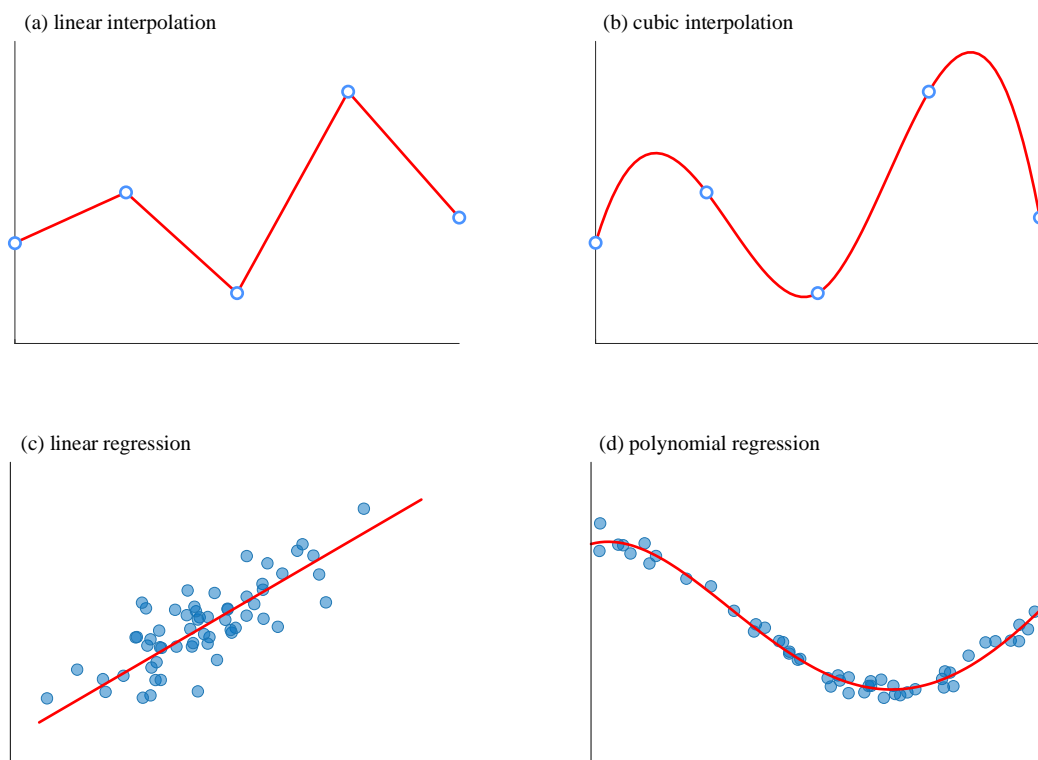 (a) linear interpolation
(b) cubic interpolation
(c) linear regression
(d) polynomial regression